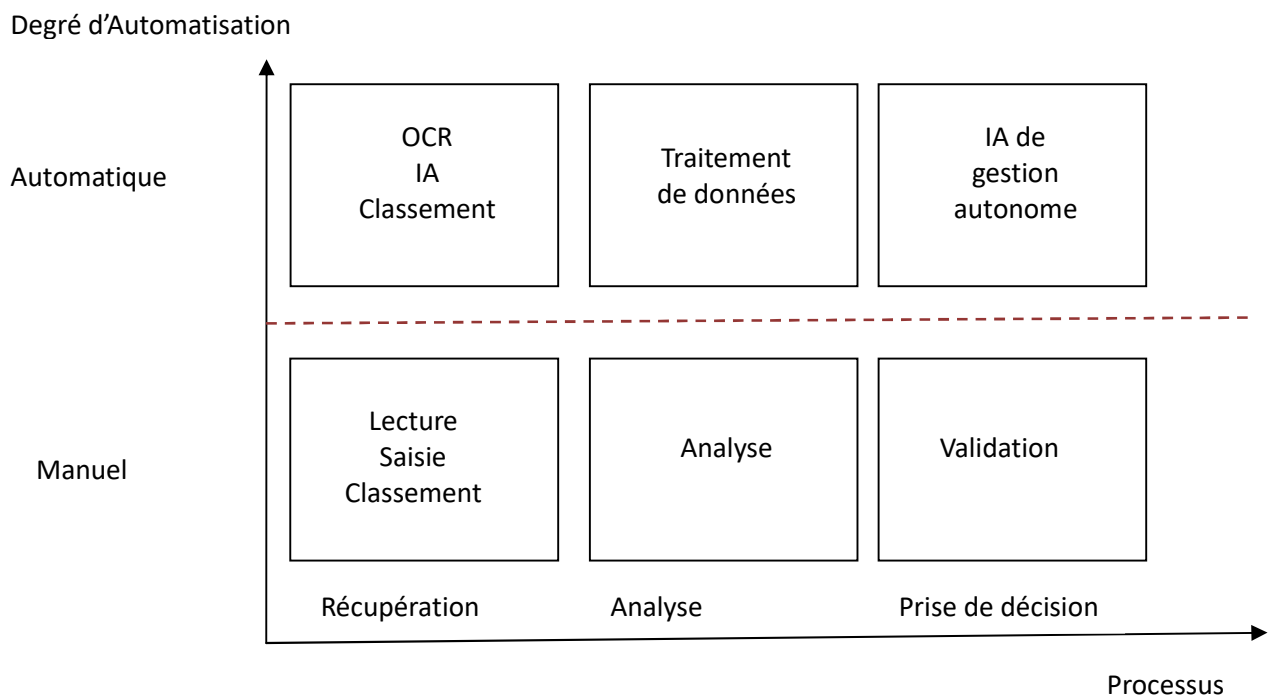 Degré d’Automatisation
Automatique
OCR
IA
Classement
Traitement
de données
IA de
gestion
autonome
Manuel
Lecture
Saisie
Classement
Analyse
Validation
Récupération
Analyse
Prise de décision
Processus